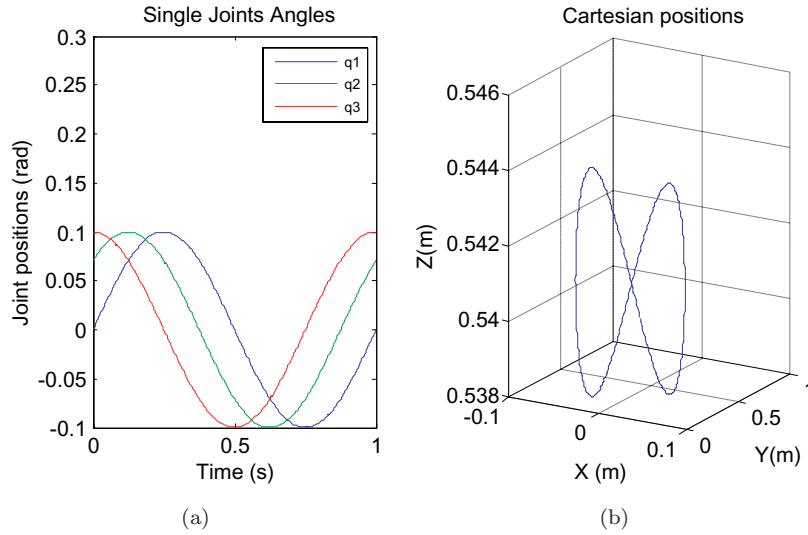 Single Joints Angles
0.3
0.25
0.2
0.15
0.1
0.05
0
-0.05
-0.1
0
0.5
1
Joint positions (rad)
Time (s)
q1
q2
q3
(a)
Cartesian positions
0.546
0.544
0.542
0.54
0.538
Z(m)
-0.1
0
0.1
X (m)
0
0.5
Y(m)
(b)